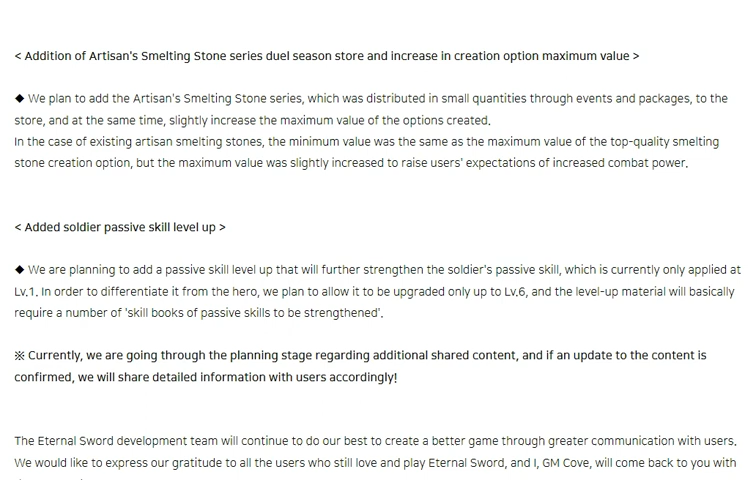 < Addition of Artisan's Smelting Stone series duel season store and increase in creation option maximum value >
◆ We plan to add the Artisan's Smelting Stone series, which was distributed in small quantities through events and packages, to the
store, and at the same time, slightly increase the maximum value of the options created.
In the case of existing artisan smelting stones, the minimum value was the same as the maximum value of the top-quality smelting
stone creation option, but the maximum value was slightly increased to raise users' expectations of increased combat power.
< Added soldier passive skill level up >
◆ We are planning to add a passive skill level up that will further strengthen the soldier's passive skill, which is currently only applied at
Lv.1. In order to differentiate it from the hero, we plan to allow it to be upgraded only up to Lv.6, and the level-up material will basically
require a number of 'skill books of passive skills to be strengthened'.
※ Currently, we are going through the planning stage regarding additional shared content, and if an update to the content is
confirmed, we will share detailed information with users accordingly!
The Eternal Sword development team will continue to do our best to create a better game through greater communication with users.
We would like to express our gratitude to all the users who still love and play Eternal Sword, and I, GM Cove, will come back to you with